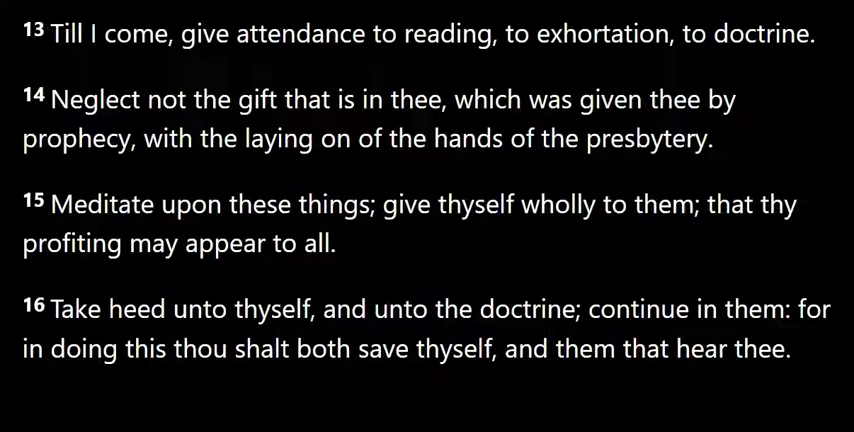 13 Till I come, give attendance to reading, to exhortation, to doctrine.
14 Neglect not the gift that is in thee, which was given thee by
prophecy, with the laying on of the hands of the presbytery.
15 Meditate upon these things; give thyself wholly to them; that thy
profiting may appear to all.
16 Take heed unto thyself, and unto the doctrine; continue in them: for
in doing this thou shalt both save thyself, and them that hear thee.